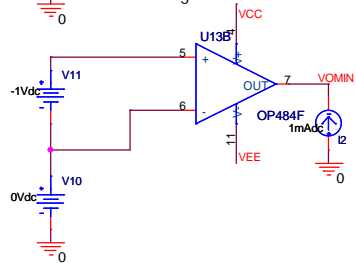 0
VCC
U13B
4
5
+
V+
V11
-1Vdc
OUT
7
VOMIN
6
-
V-
OP484F
1mAdc
I2
11
VEE
0
V10
0Vdc
0